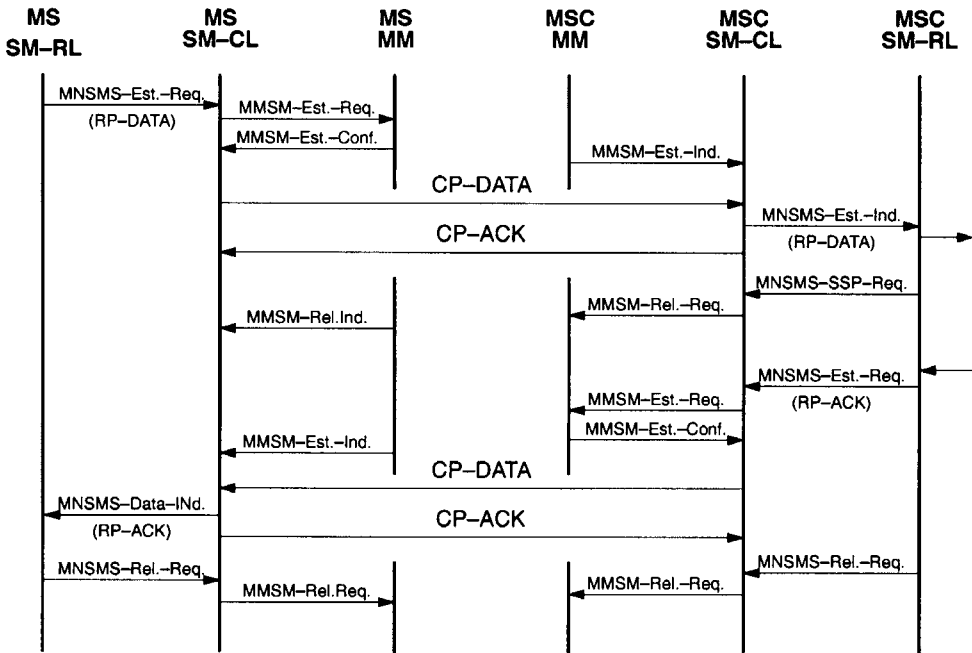 MS SM–RL
MS SM–CL
MS MM
MSC MM
MSC SM–CL
MSC SM–RL
MNSMS–Est.–Req.
(RP–DATA)
MMSM–Est.–Req.
MMSM–Est.–Conf.
MMSM–Est.–Ind.
CP–DATA
MNSMS–Est.–Ind.
(RP–DATA)
CP–ACK
MNSMS–SSP–Req.
MMSM–Rel.–Req.
MMSM–Rel.Ind.
MNSMS–Est.–Req.
(RP–ACK)
MMSM–Est.–Req.
MMSM–Est.–Conf.
MMSM–Est.–Ind.
CP–DATA
MNSMS–Data–INd.
(RP–ACK)
CP–ACK
MNSMS–Rel.–Req.
MNSMS–Rel.–Req.
MMSM–Rel.Req.
MMSM–Rel.–Req.